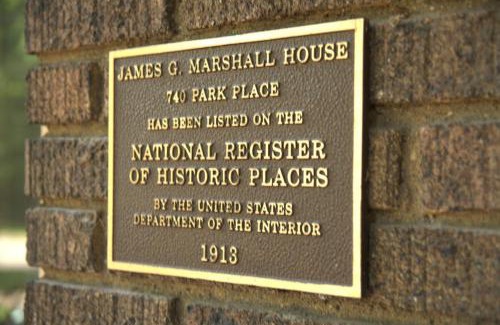 JAMES G. MARSHALL HOUSE
740 PARK PLACE
HAS BEEN LISTED ON THE
NATIONAL REGISTER
OF HISTORIC PLACES
BY THE UNITED STATES
DEPARTMENT OF THE INTERIOR
1913